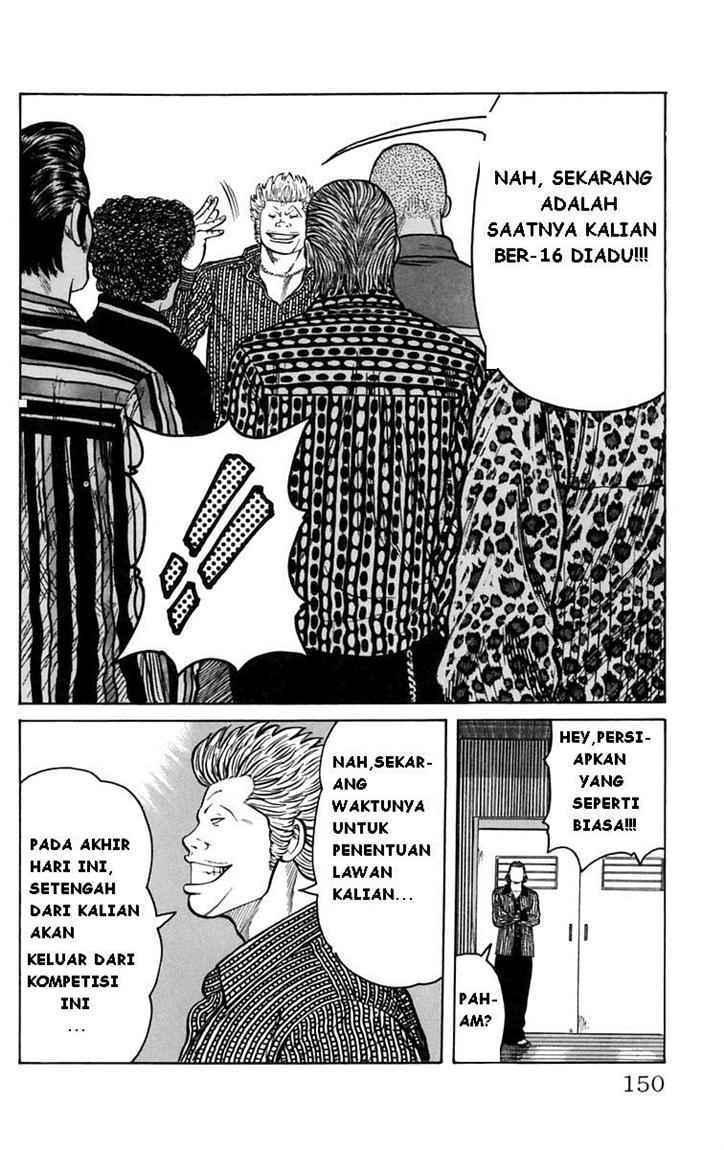 NAH, SEKARANG
ADALAH
SAATNYA KALIAN
BER-16 DIADU!!!
!!
HEY,PERSI-
APKAN
YANG
SEPERTI
BIASA!!!
PAH-
AM?
NAH,SEKAR-
ANG
WAKTUNYA
UNTUK
PENENTUAN
LAWAN
KALIAN...
PADA AKHIR
HARI INI,
SETENGAH
DARI KALIAN
AKAN
KELUAR DARI
KOMPETISI
INI
...
150